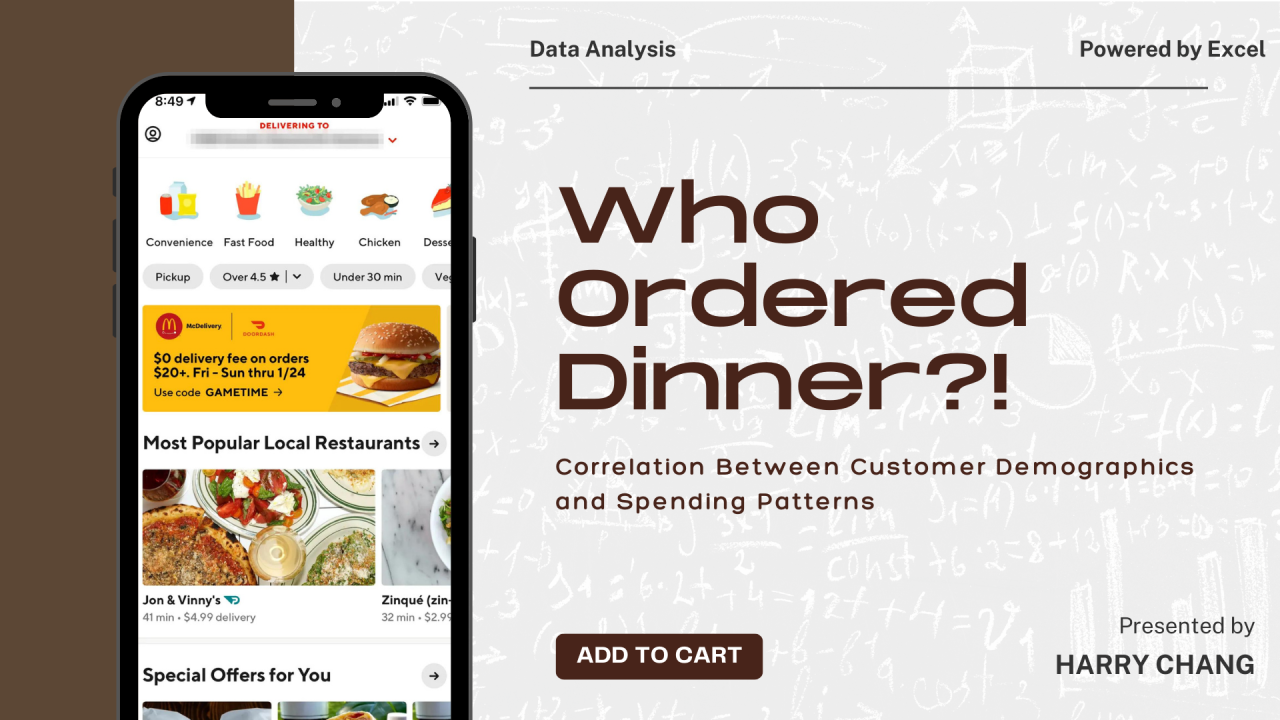 Data Analysis
Powered by Excel
Who
Ordered
Dinner?!
Correlation Between Customer Demographics
and Spending Patterns
ADD TO CART
Presented by
HARRY CHANG
8:49
DELIVERING TO
Convenience Fast Food Healthy Chicken Desse
Pickup Over 4.5 ★ Under 30 min Veg
McDelivery DOORDASH
$0 delivery fee on orders
$20+. Fri - Sun thru 1/24
Use code GAMETIME →
Most Popular Local Restaurants →
Jon & Vinny's Zinqué (zin-
41 min • $4.99 delivery 32 min • $2.99
Special Offers for You →